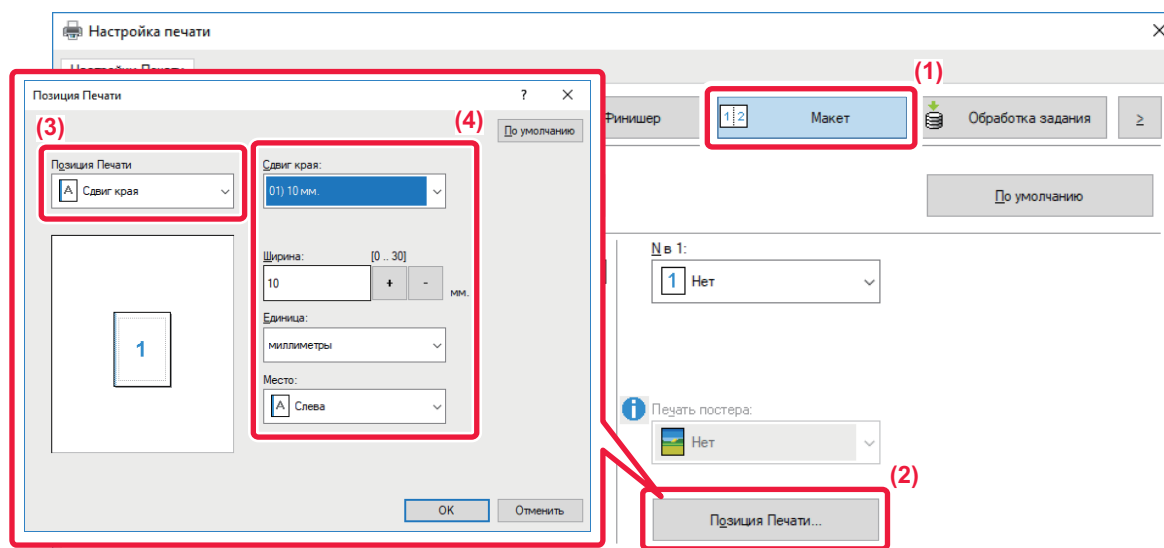 Настройка печати
Настройки Печати
(1)
Финишер
1 2
Макет
Обработка задания
≥
По умолчанию
Позиция Печати
?
По умолчанию
(3)
(4)
Позиция Печати
A Сдвиг края
1
Сдвиг края:
01) 10 мм.
Ширина: [0 .. 30]
10 + - мм.
Единица:
миллиметры
Место:
A Слева
OK
Отменить
N в 1:
1 Нет
Печать постера:
Нет
(2)
Позиция Печати...